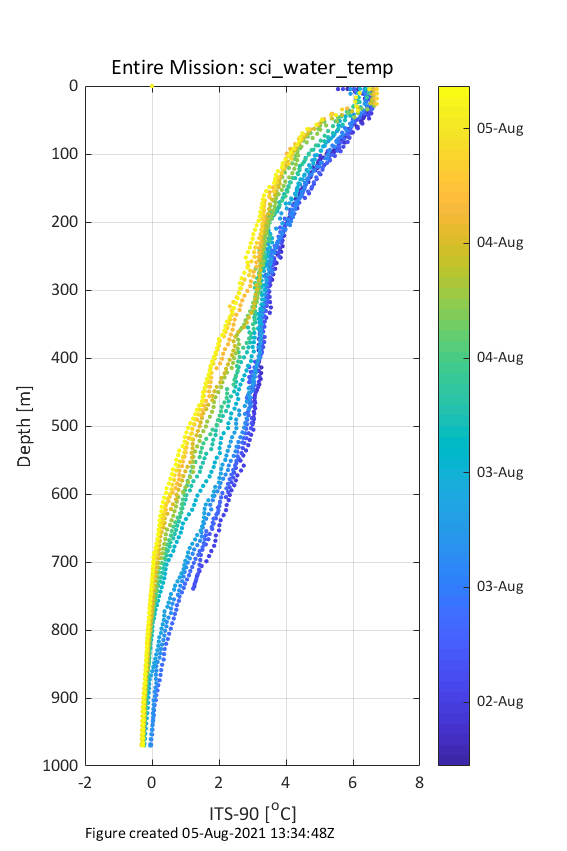 Entire Mission: sci_water_temp
0
100
200
300
400
500
600
700
800
900
1000
Depth [m]
-2 0 2 4 6 8
ITS-90 [°C]
05-Aug
04-Aug
04-Aug
03-Aug
03-Aug
02-Aug
Figure created 05-Aug-2021 13:34:48Z